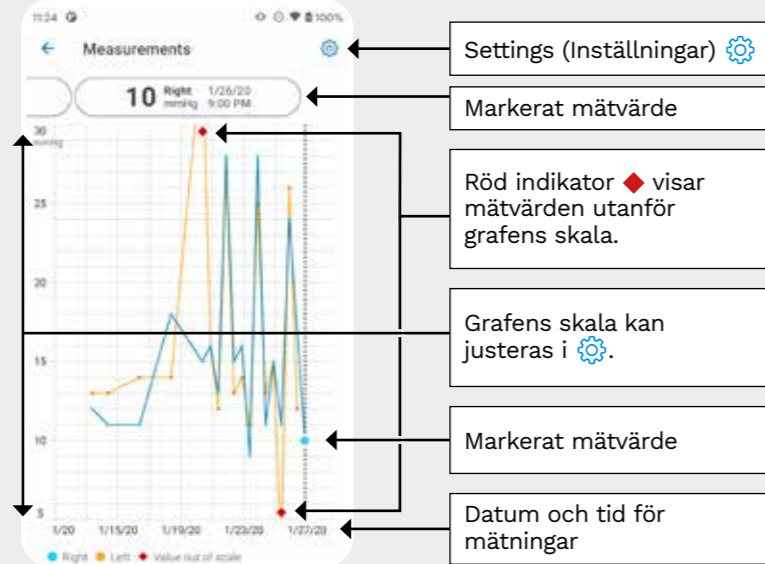 11:24 100%
Measurements
Settings (Inställningar)
10 Right mmHg 1/26/20 9:00 PM
Markerat mätvärde
30
mmHg
25
20
15
10
5
Röd indikator visar
mätvärden utanför
grafens skala.
Grafens skala kan
justeras i .
Markerat mätvärde
Datum och tid för
mätningar
1/20 1/15/20 1/19/20 1/23/20 1/27/20
Right Left Value out of scale